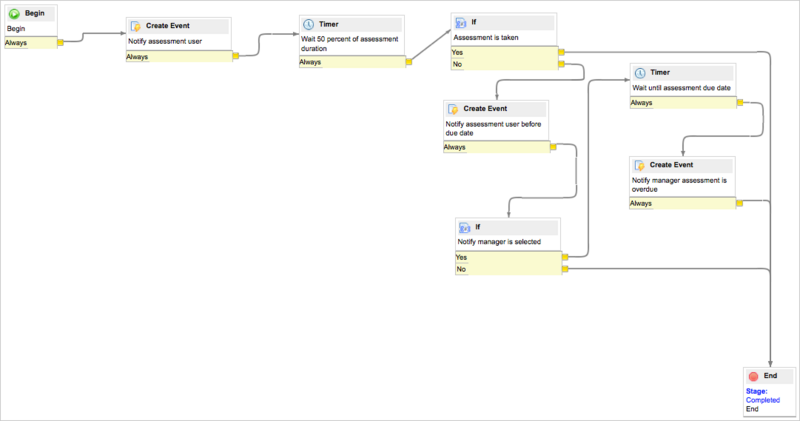 Begin
Begin
Always
Create Event
Notify assessment user
Always
Timer
Wait 50 percent of assessment
duration
Always
If
Assessment is taken
Yes
No
Create Event
Notify assessment user before
due date
Always
If
Notify manager is selected
Yes
No
Timer
Wait until assessment due date
Always
Create Event
Notify manager assessment is
overdue
Always
End
Stage:
Completed
End